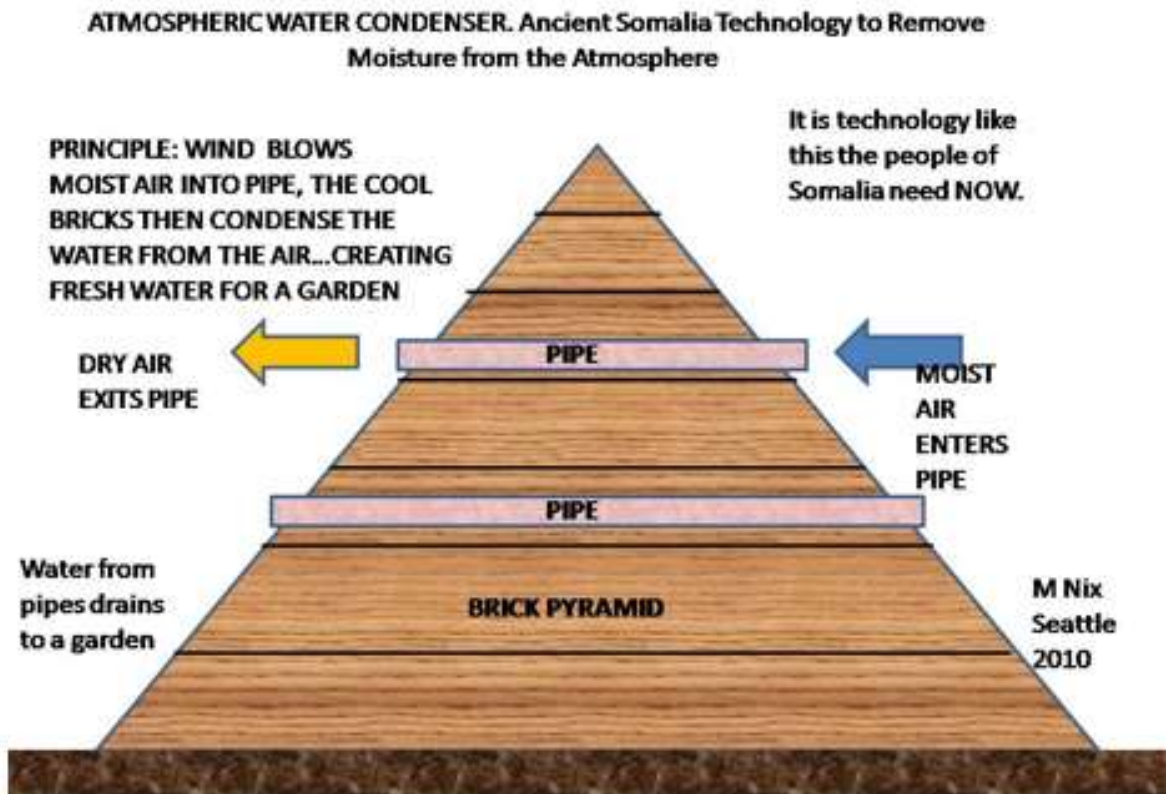 ATMOSPHERIC WATER CONDENSER. Ancient Somalia Technology to Remove
Moisture from the Atmosphere
PRINCIPLE: WIND BLOWS
MOIST AIR INTO PIPE, THE COOL
BRICKS THEN CONDENSE THE
WATER FROM THE AIR...CREATING
FRESH WATER FOR A GARDEN
It is technology like
this the people of
Somalia need NOW.
DRY AIR
EXITS PIPE
PIPE
MOIST
AIR
ENTERS
PIPE
PIPE
Water from
pipes drains
to a garden
BRICK PYRAMID
M Nix
Seattle
2010